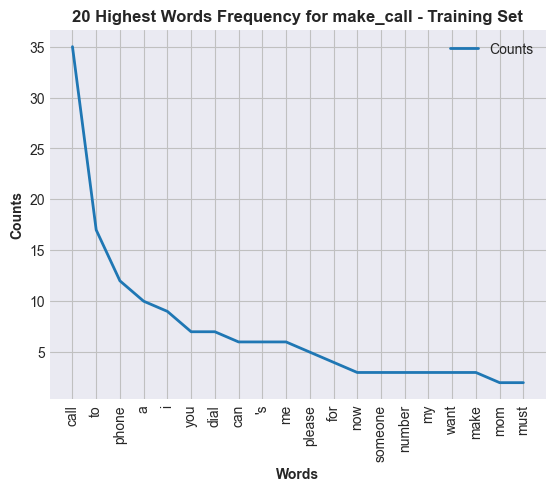 20 Highest Words Frequency for make_call - Training Set
Counts
35
30
25
20
15
10
5
Counts
call
to
phone
a
i
you
dial
can
's
me
please
for
now
someone
number
my
want
make
mom
must
Words